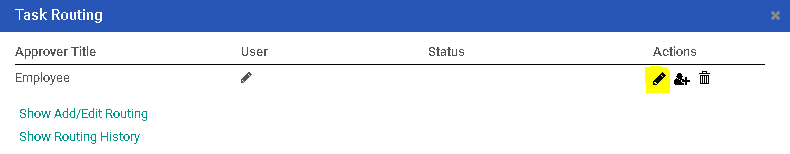 Task Routing
Approver Title User Status Actions
Employee
Show Add/Edit Routing
Show Routing History